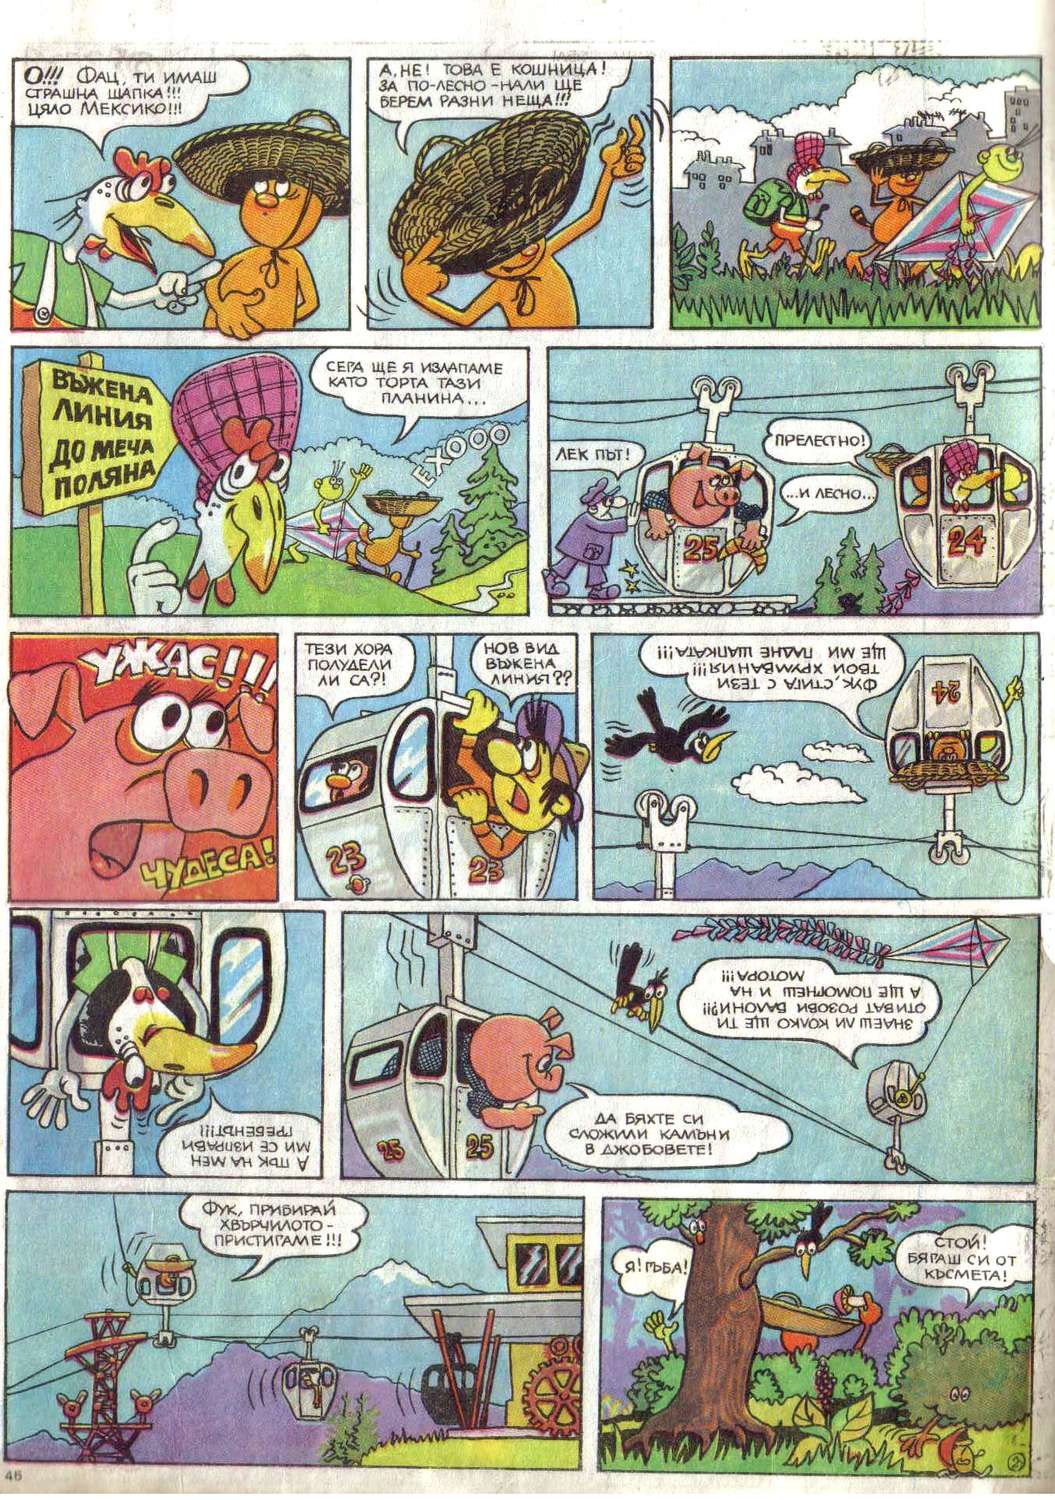 О!!! ФАЦ, ТИ ИМАШ
СТРАШНА ШАПКА!!!
ЦЯЛО МЕКСИКО!!!
А, НЕ! ТОВА Е КОШНИЦА!
ЗА ПО-ЛЕСНО - НАЛИ ЩЕ
БЕРЕМ РАЗНИ НЕЩА!!!
ВЪЖЕНА
ЛИНИЯ
ДО МЕЧА
ПОЛЯНА
СЕГА ЩЕ Я ИЗЛАПАМЕ
КАТО ТОРТА ТАЗИ
ПЛАНИНА...
ЕХООО
ЛЕК ПЪТ!
ПРЕЛЕСТНО!
...И ЛЕСНО...
25
24
УЖАС!!!
ЧУДЕСА!
ТЕЗИ ХОРА
ПОЛУДЕЛИ
ЛИ СА?!
НОВ ВИД
ВЪЖЕНА
ЛИНИЯ??
23
23
ФУК, СТИГА С ТЕЗИ
ТВОИ ХРУМВАНИЯ!!!!
ЩЕ МИ ПАДНЕ ШАПКАТА!!!
24
А ПЪК НА МЕН
МИ СЕ ИЗПРАВИ
ГРЕБЕНЪТ!!!
ЗНАЕШ ЛИ КОЛКО ЩЕ ТИ
ОТИВАТ РОЗОВИ БАЛОНИ?!!
А ЩЕ ПОМОГНЕШ И НА
МОТОРА!!!
ДА БЯХТЕ СИ
СЛОЖИЛИ КАМЪНИ
В ДЖОБОВЕТЕ!
25
25
ФУК, ПРИБИРАЙ
ХВЪРЧИЛОТО -
ПРИСТИГАМЕ!!!
Я! ГЪБА!
СТОЙ!
БЯГАШ СИ ОТ
КЪСМЕТА!
46